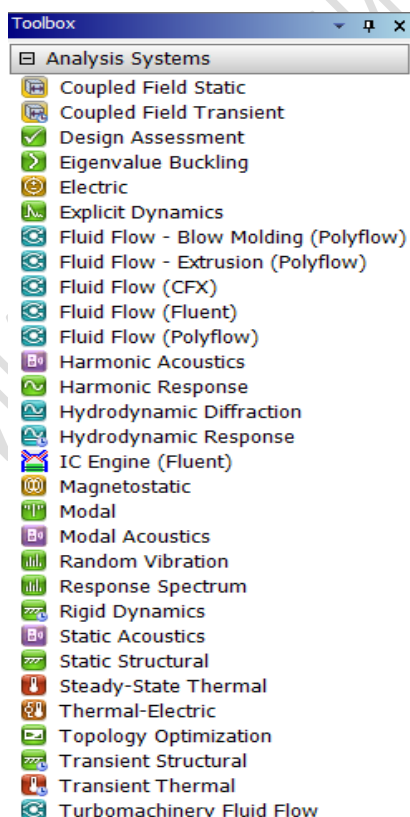 Toolbox
Analysis Systems
Coupled Field Static
Coupled Field Transient
Design Assessment
Eigenvalue Buckling
Electric
Explicit Dynamics
Fluid Flow - Blow Molding (Polyflow)
Fluid Flow - Extrusion (Polyflow)
Fluid Flow (CFX)
Fluid Flow (Fluent)
Fluid Flow (Polyflow)
Harmonic Acoustics
Harmonic Response
Hydrodynamic Diffraction
Hydrodynamic Response
IC Engine (Fluent)
Magnetostatic
Modal
Modal Acoustics
Random Vibration
Response Spectrum
Rigid Dynamics
Static Acoustics
Static Structural
Steady-State Thermal
Thermal-Electric
Topology Optimization
Transient Structural
Transient Thermal
Turbomachinery Fluid Flow